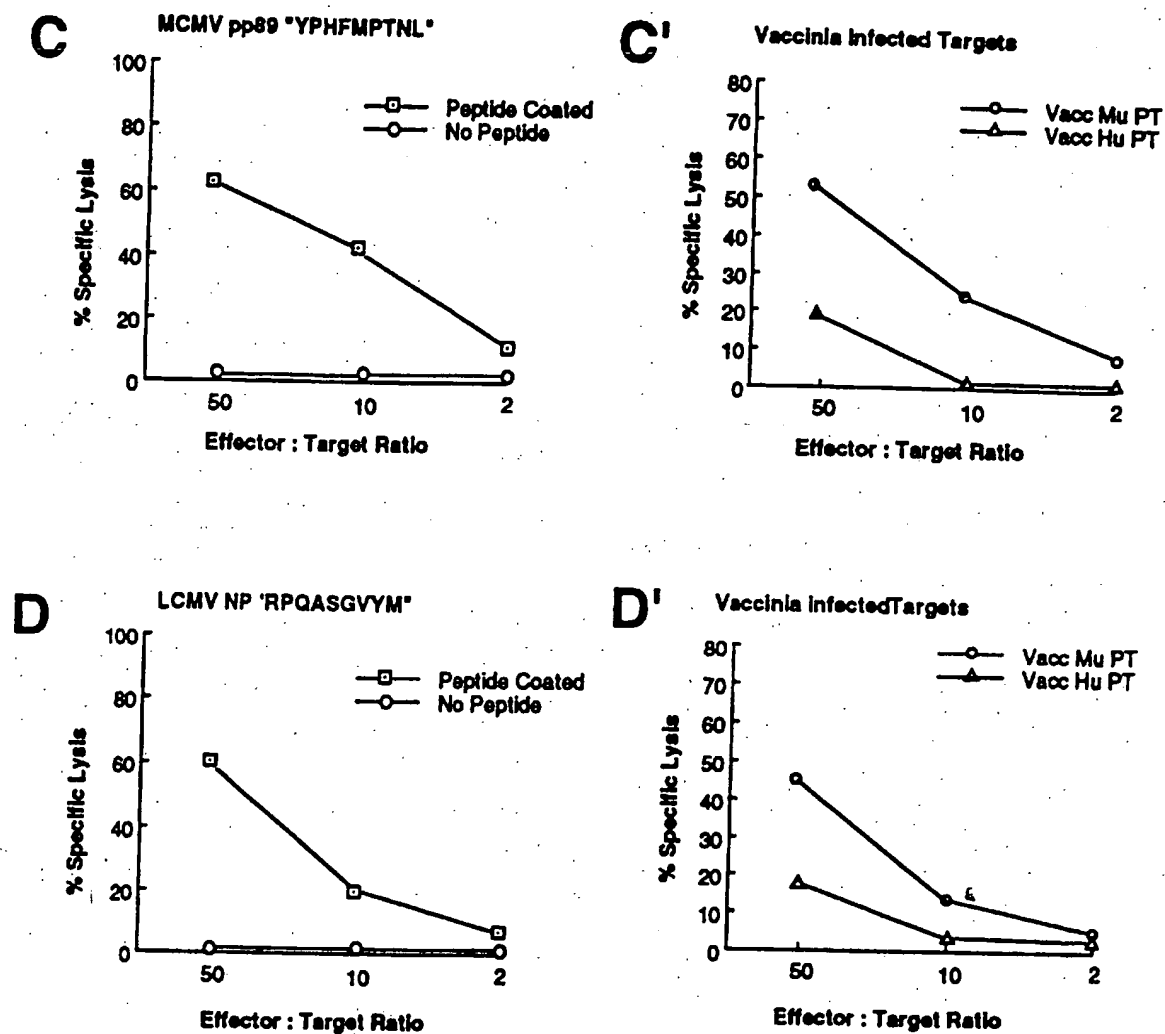 C
MCMV pp89 "YPHFMPTNL"
100
80
60
40
20
0
% Specific Lysis
Peptide Coated
No Peptide
50 10 2
Effector : Target Ratio
C'
Vaccinia Infected Targets
80
70
60
50
40
30
20
10
0
% Specific Lysis
Vacc Mu PT
Vacc Hu PT
50 10 2
Effector : Target Ratio
D
LCMV NP 'RPQASGVYM"
100
80
60
40
20
0
% Specific Lysis
Peptide Coated
No Peptide
50 10 2
Effector : Target Ratio
D'
Vaccinia infectedTargets
80
70
60
50
40
30
20
10
0
% Specific Lysis
Vacc Mu PT
Vacc Hu PT
50 10 2
Effector : Target Ratio